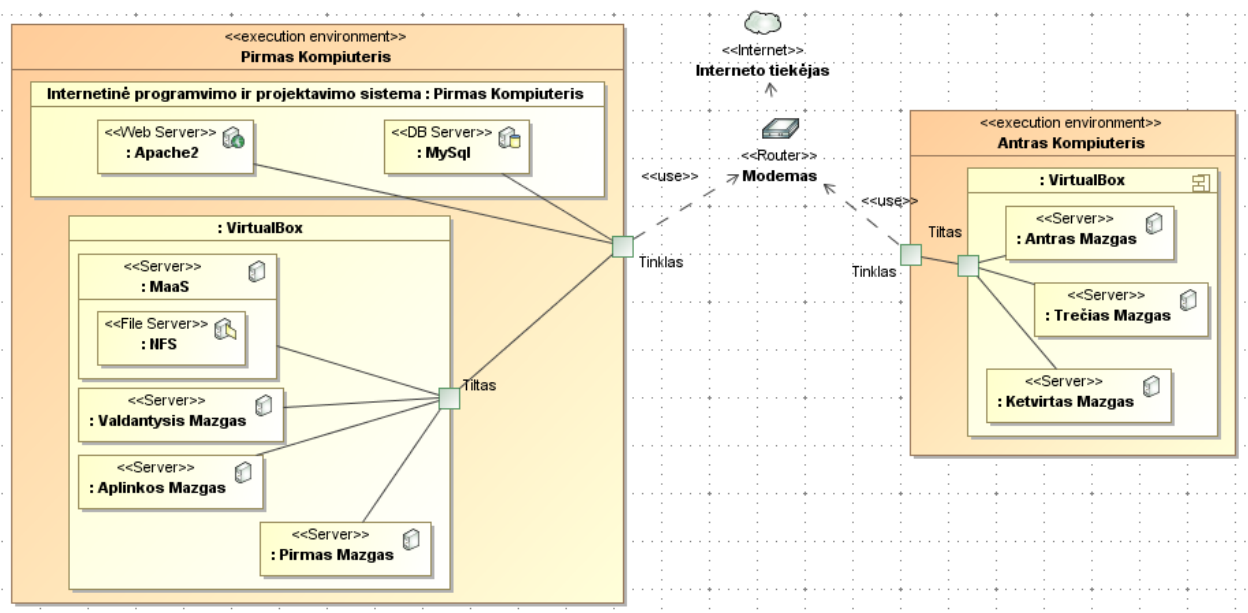 <<execution environment>>
Pirmas Kompiuteris
Internetinė programvimo ir projektavimo sistema : Pirmas Kompiuteris
<<Web Server>>
: Apache2
<<DB Server>>
: MySql
: VirtualBox
<<Server>>
: MaaS
<<File Server>>
: NFS
<<Server>>
: Valdantysis Mazgas
<<Server>>
: Aplinkos Mazgas
<<Server>>
: Pirmas Mazgas
Tiltas
Tinklas
<<use>>
<<Internet>>
Interneto tiekėjas
<<Router>>
Modemas
<<use>>
Tinklas
<<execution environment>>
Antras Kompiuteris
: VirtualBox
Tiltas
<<Server>>
: Antras Mazgas
<<Server>>
: Trečias Mazgas
<<Server>>
: Ketvirtas Mazgas